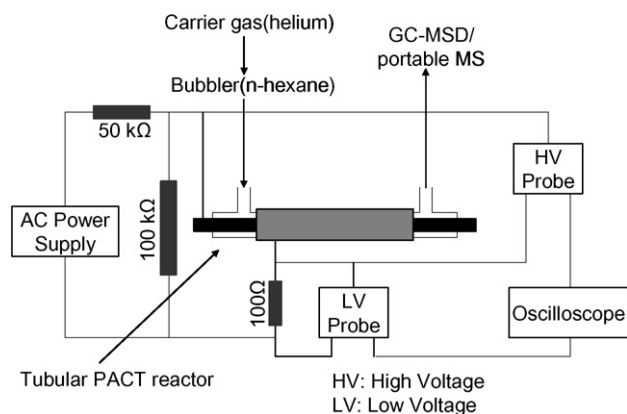 Carrier gas(helium)
GC-MSD/
portable MS
Bubbler(n-hexane)
50 kΩ
HV
Probe
AC Power
Supply
100 kΩ
100Ω
LV
Probe
Oscilloscope
Tubular PACT reactor
HV: High Voltage
LV: Low Voltage